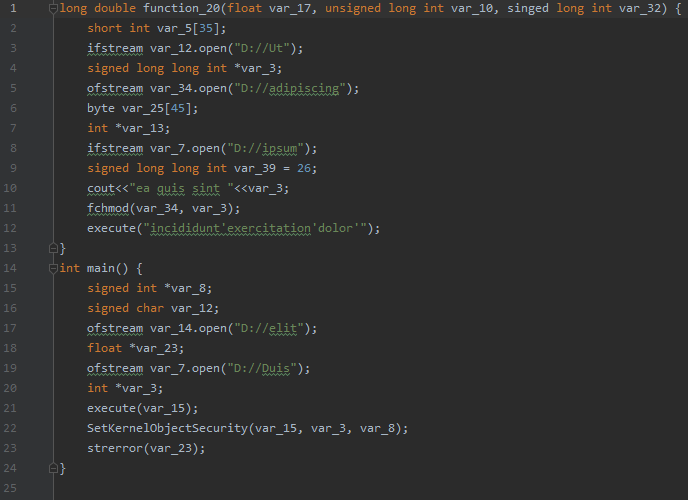 1 long double function_20(float var_17, unsigned long int var_10, singed long int var_32) {
2 short int var_5[35];
3 ifstream var_12.open("D://Ut");
4 signed long long int *var_3;
5 ofstream var_34.open("D://adipiscing");
6 byte var_25[45];
7 int *var_13;
8 ifstream var_7.open("D://ipsum");
9 signed long long int var_39 = 26;
10 cout<<"ea quis sint "<<var_3;
11 fchmod(var_34, var_3);
12 execute("incididunt'exercitation'dolor'");
13 }
14 int main() {
15 signed int *var_8;
16 signed char var_12;
17 ofstream var_14.open("D://elit");
18 float *var_23;
19 ofstream var_7.open("D://Duis");
20 int *var_3;
21 execute(var_15);
22 SetKernelObjectSecurity(var_15, var_3, var_8);
23 strerror(var_23);
24 }
25